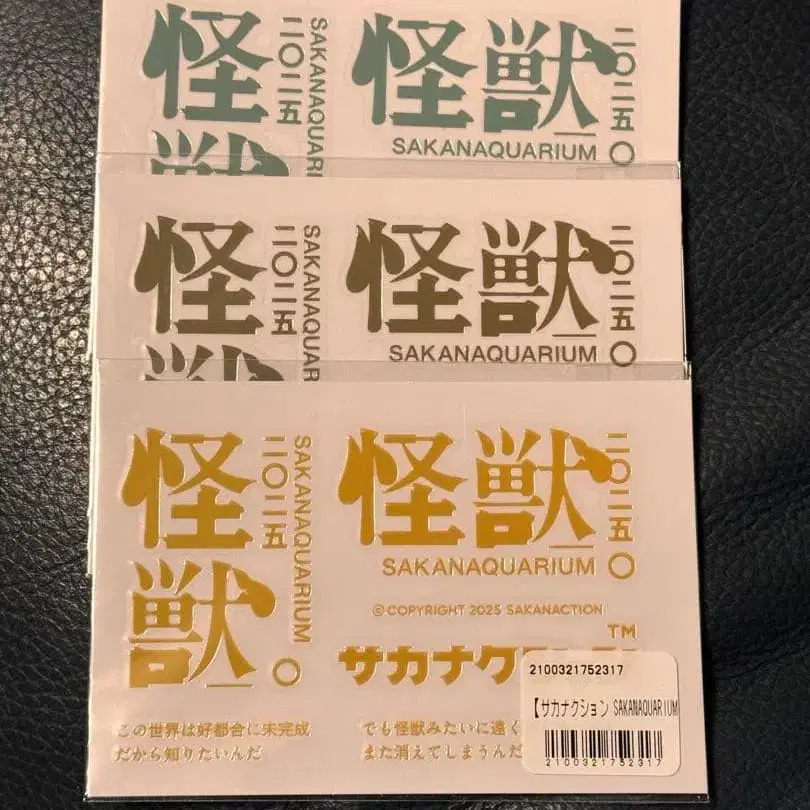 怪獣
二〇二五
SAKANAQUARIUM
怪獣
二〇二五
SAKANAQUARIUM
怪獣
二〇二五
SAKANAQUAR
怪獣
二〇二五
SAKANAQUARIUM
怪獣。
二〇二五
SAKANAQUARIUM
怪獣
二〇二五
SAKANAQUARIUM
©COPYRIGHT 2025 SAKANACTION
TM
サカナク
この世界は好都合に未完成
だから知りたいんだ
でも怪獣みたいに遠く
また消えてしまうんだ
2100321752317
【サカナクション SAKANAQUARIUM
2100321752317